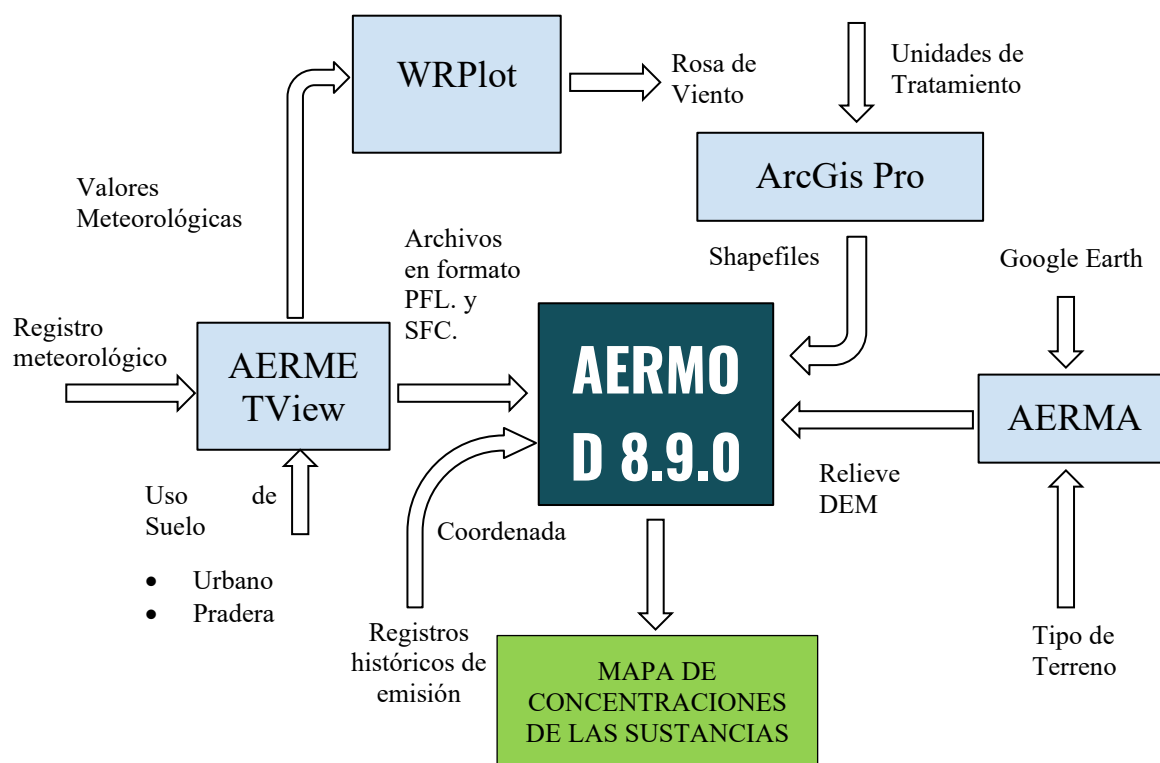 WRPlot
Rosa de
Viento
Unidades de
Tratamiento
ArcGis Pro
Valores
Meteorológicas
Archivos
en formato
PFL. y
SFC.
Shapefiles
Google Earth
Registro
meteorológico
AERME
TView
AERMO
D 8.9.0
AERMA
Relieve
DEM
Uso de
Suelo
• Urbano
• Pradera
Coordenada
Registros
históricos de
emisión
MAPA DE
CONCENTRACIONES
DE LAS SUSTANCIAS
Tipo de
Terreno